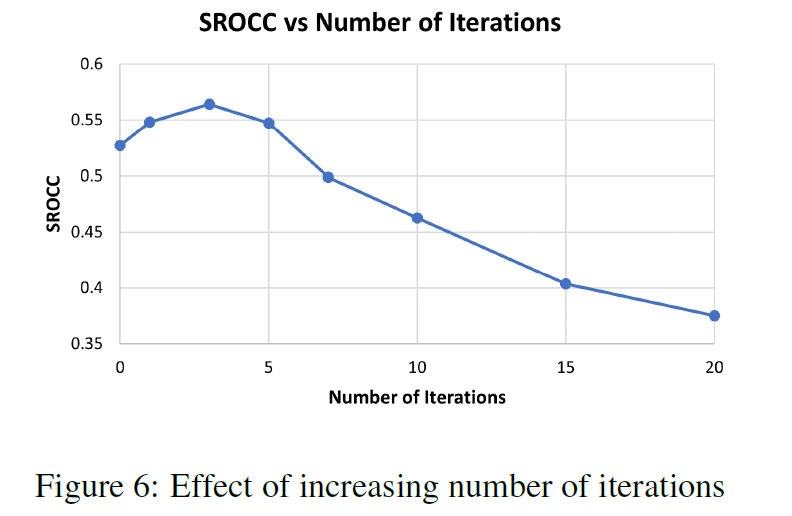 SROCC vs Number of Iterations
0.6
0.55
0.5
0.45
0.4
0.35
SROCC
0 5 10 15 20
Number of Iterations
Figure 6: Effect of increasing number of iterations